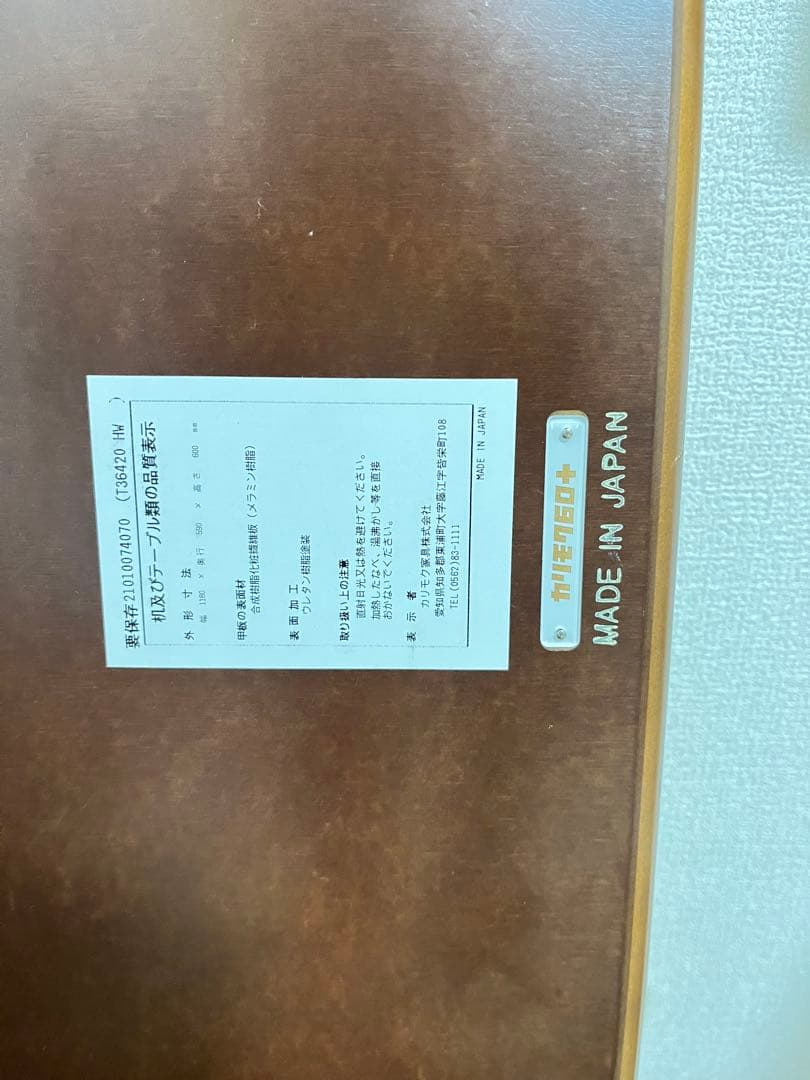 要保存 21010074070 (T36420 HW )
机及びテーブル類の品質表示
外形寸法
幅 1180 × 奥行 590 × 高さ 600 mm
甲板の表面材
合成樹脂化粧繊維板(メラミン樹脂)
表面加工
ウレタン樹脂塗装
取り扱い上の注意
直射日光又は熱を避けてください。
加熱したなべ、湯沸かし等を直接
おかないでください。
表示者
カリモク家具株式会社
愛知県知多郡東浦町大字藤江字皆栄町108
TEL(0562)83-1111
MADE IN JAPAN
カリモク60+
MADE IN JAPAN